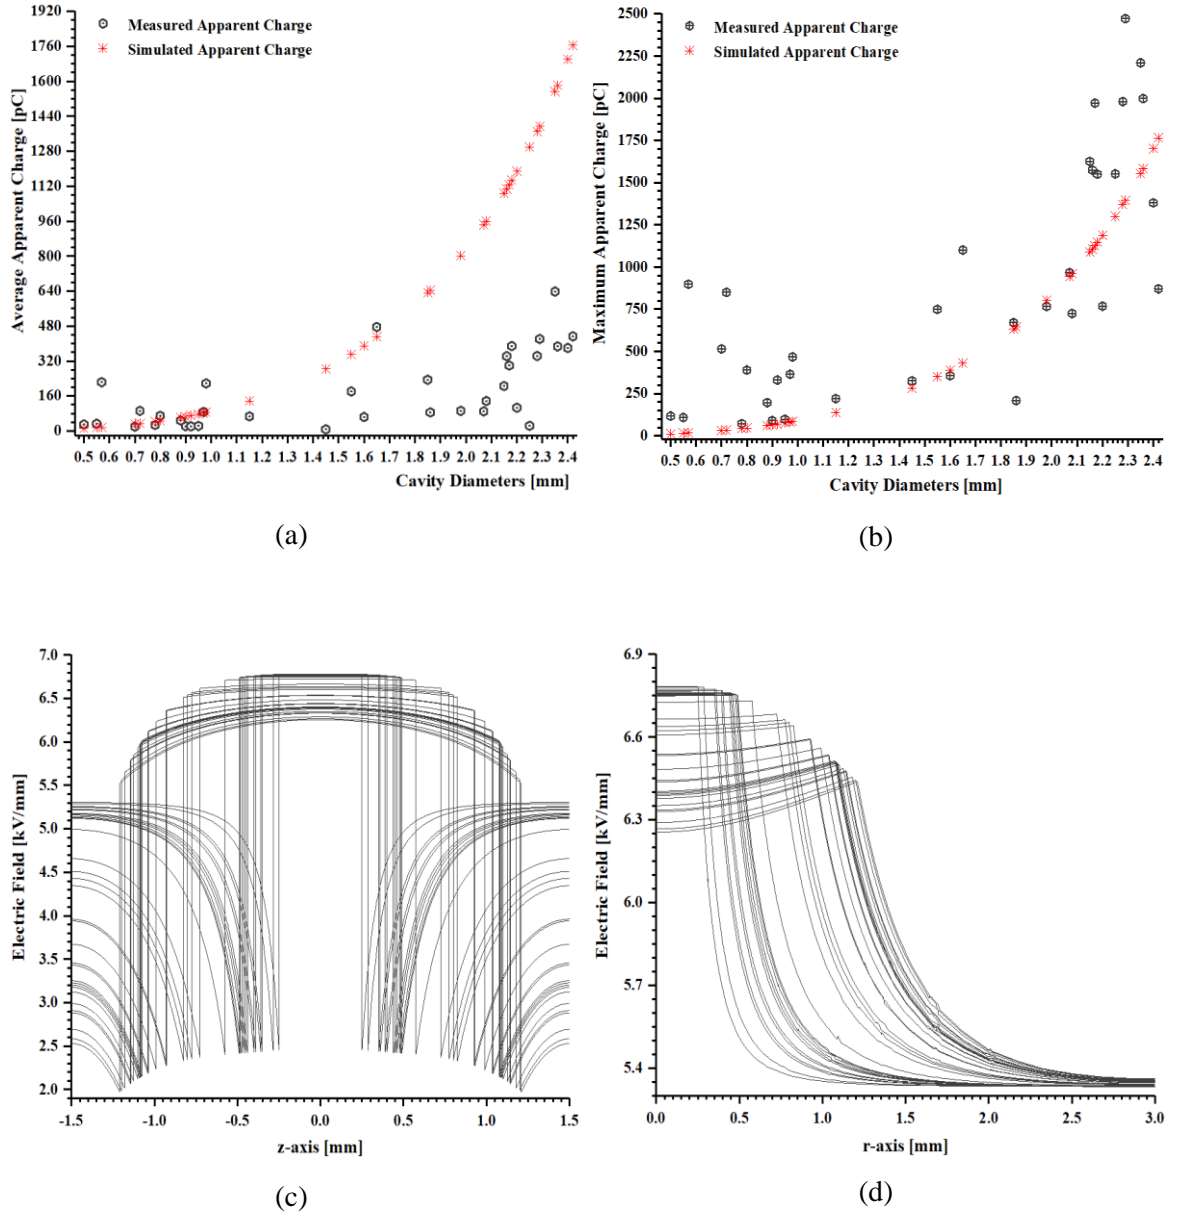 1920
1760
1600
1440
1280
1120
960
800
640
480
320
160
0
Average Apparent Charge [pC]
Measured Apparent Charge
Simulated Apparent Charge
0.5 0.6 0.7 0.8 0.9 1.0 1.1 1.2 1.3 1.4 1.5 1.6 1.7 1.8 1.9 2.0 2.1 2.2 2.3 2.4
Cavity Diameters [mm]
(a)
2500
2250
2000
1750
1500
1250
1000
750
500
250
0
Maximum Apparent Charge [pC]
Measured Apparent Charge
Simulated Apparent Charge
0.5 0.6 0.7 0.8 0.9 1.0 1.1 1.2 1.3 1.4 1.5 1.6 1.7 1.8 1.9 2.0 2.1 2.2 2.3 2.4
Cavity Diameters [mm]
(b)
7.0
6.5
6.0
5.5
5.0
4.5
4.0
3.5
3.0
2.5
2.0
Electric Field [kV/mm]
-1.5 -1.0 -0.5 0.0 0.5 1.0 1.5
z-axis [mm]
(c)
6.9
6.6
6.3
6.0
5.7
5.4
Electric Field [kV/mm]
0.0 0.5 1.0 1.5 2.0 2.5 3.0
r-axis [mm]
(d)